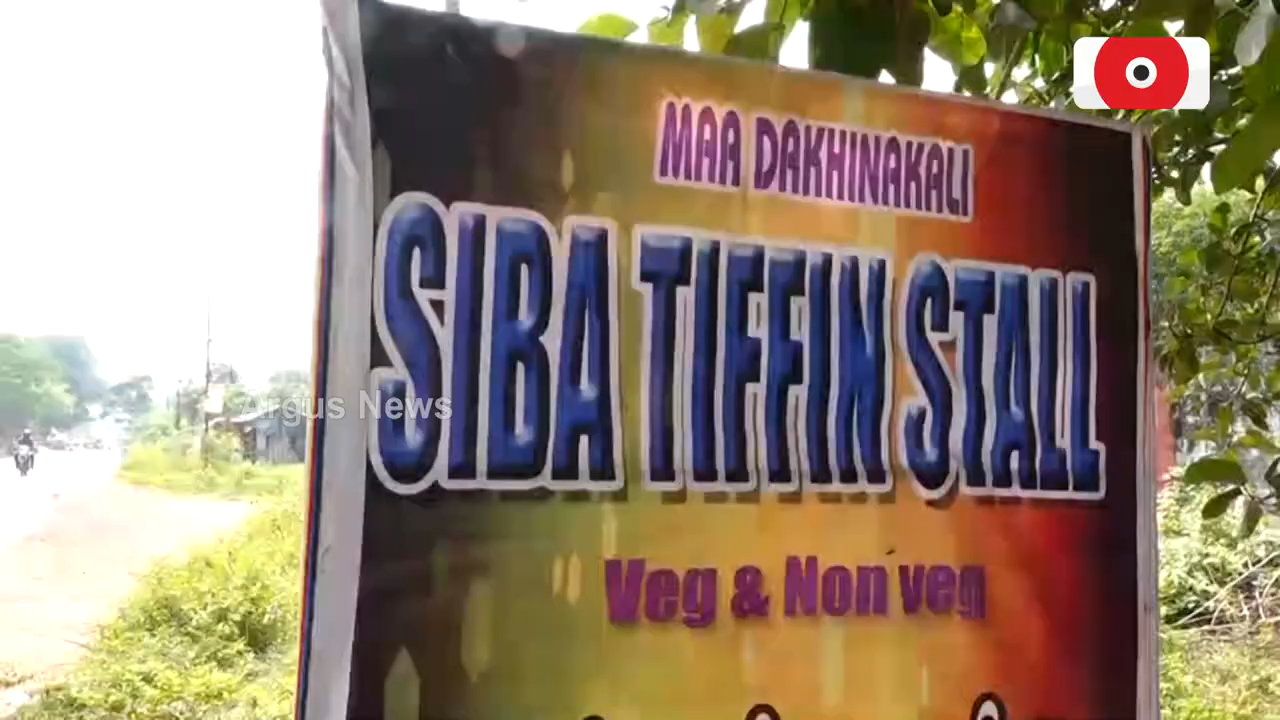 MAA DAKHINAKALI
SIBA TIFFIN STALL
Argus News
Veg & Non veg